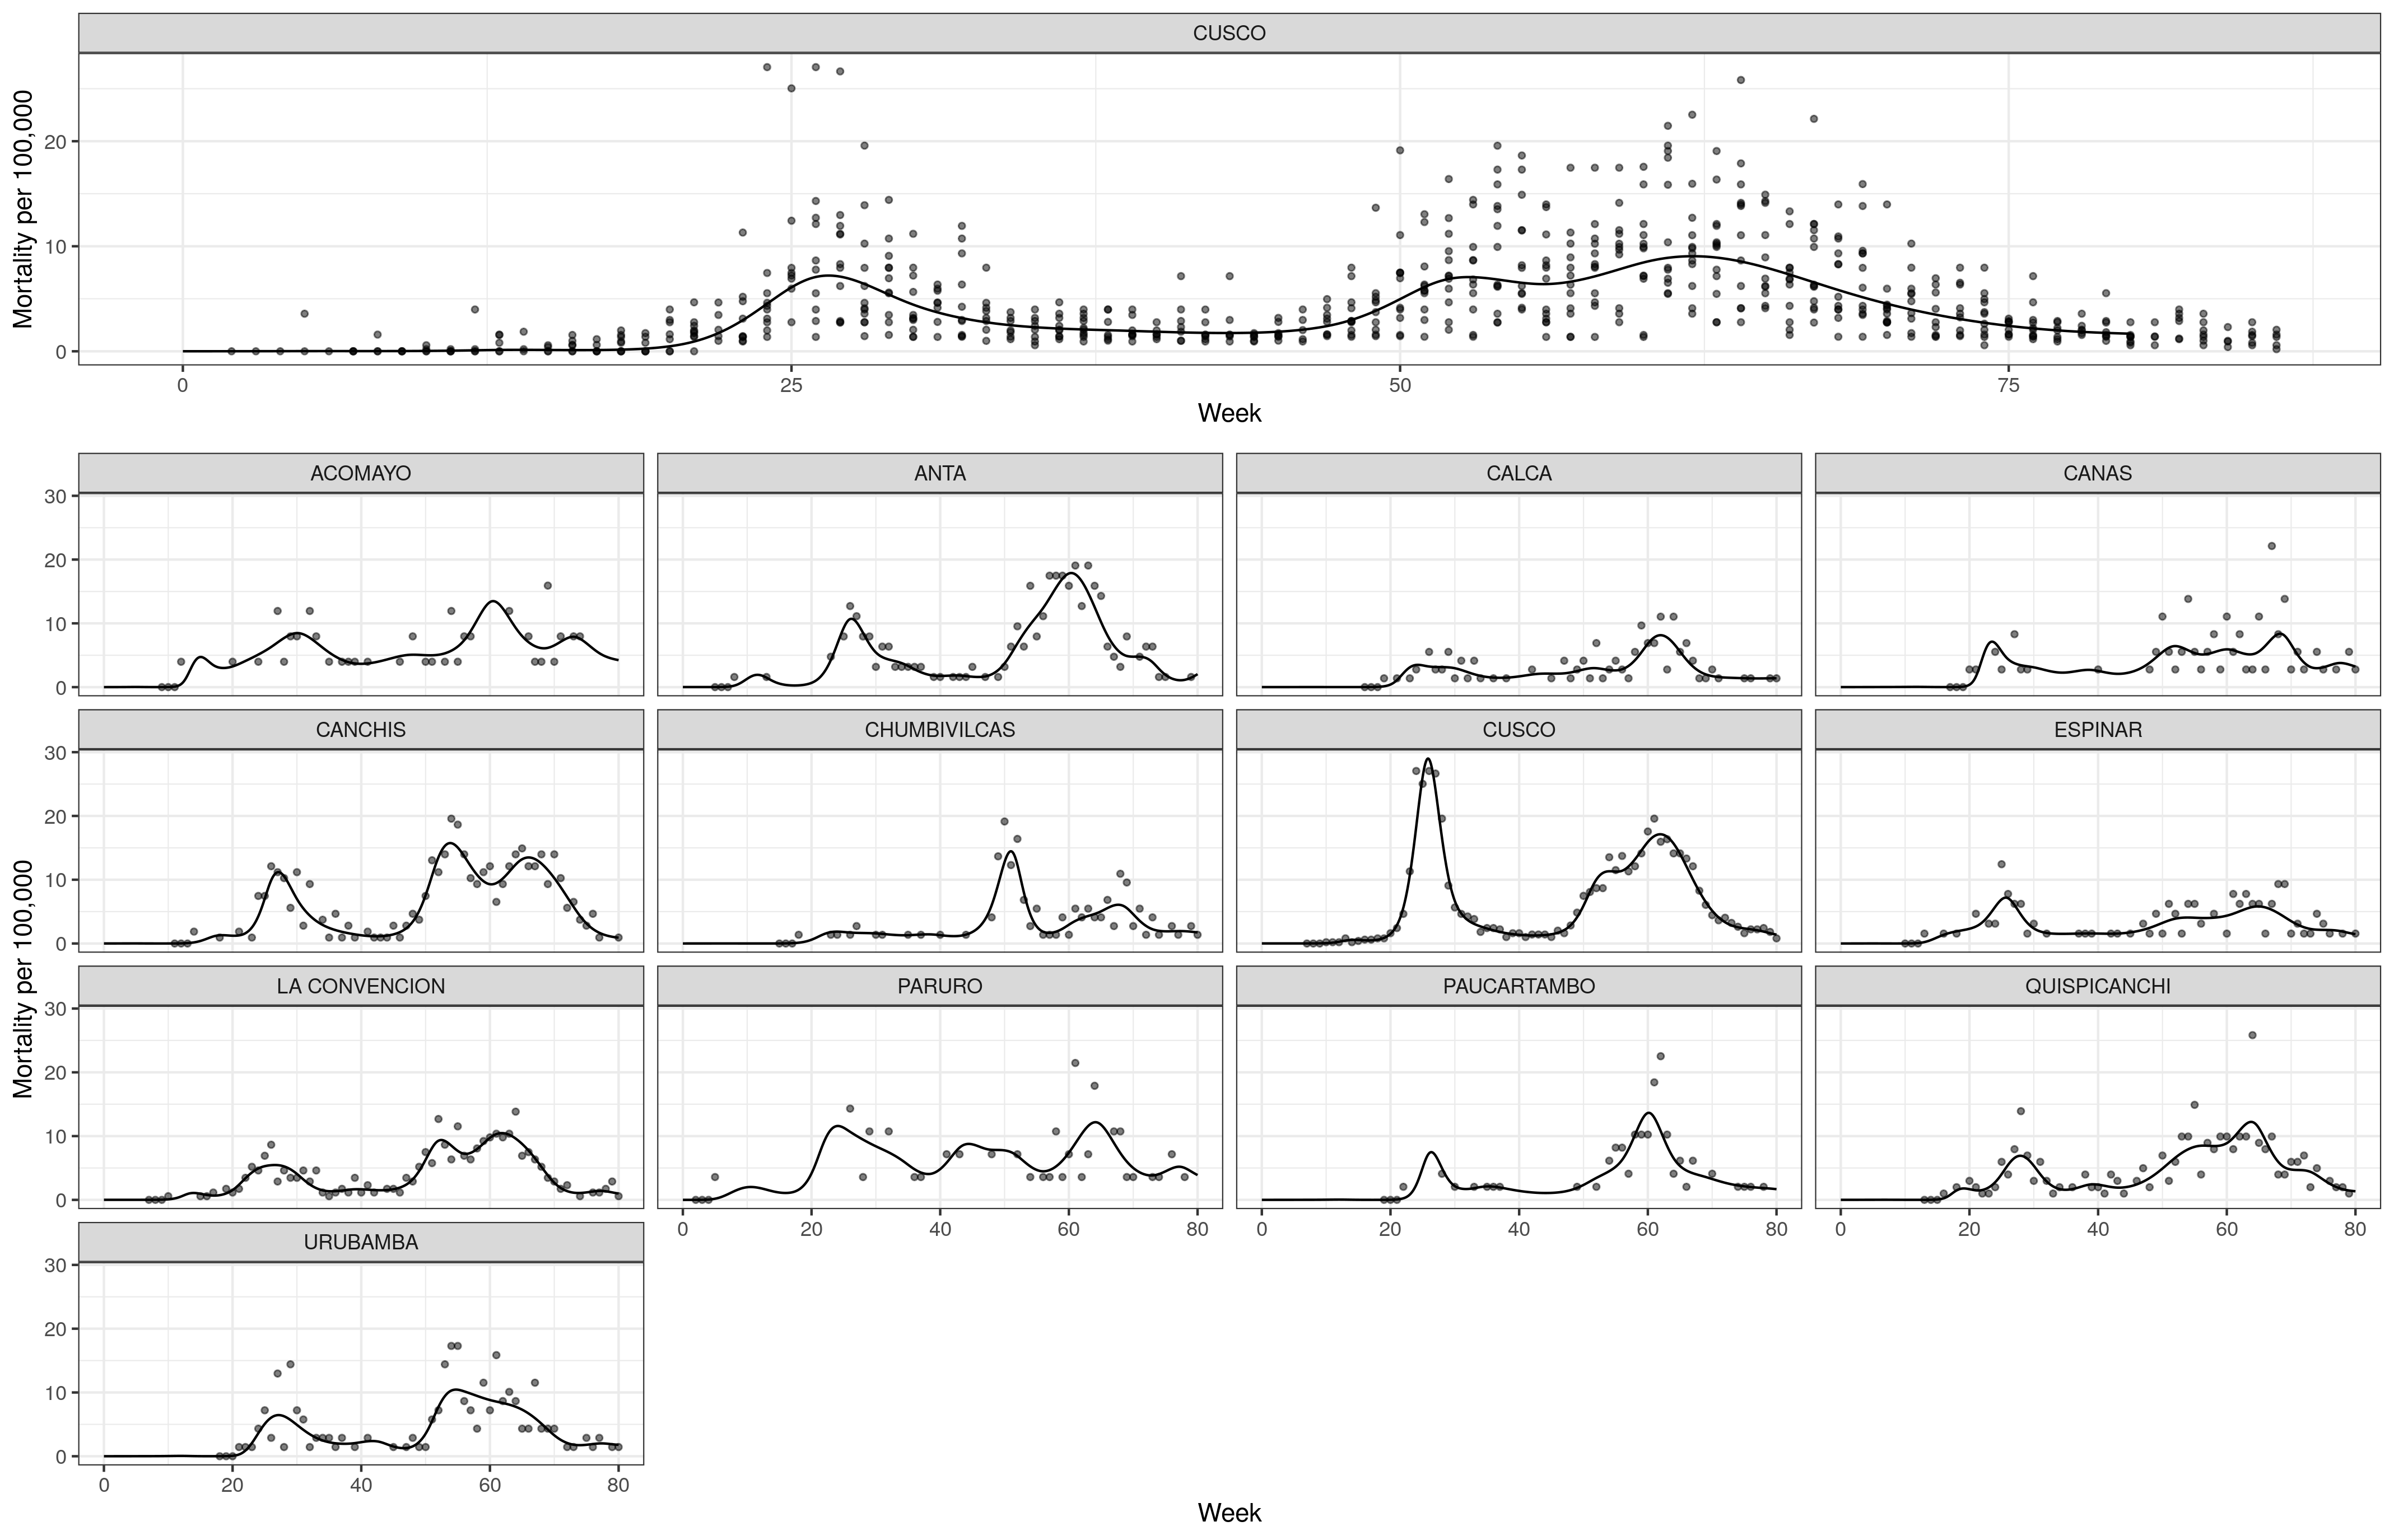 CUSCO
Mortality per 100,000
20
10
0
0 25 50 75
Week
ACOMAYO ANTA CALCA CANAS
30
20
10
0
CANCHIS CHUMBIVILCAS CUSCO ESPINAR
30
20
10
0
Mortality per 100,000
LA CONVENCION PARURO PAUCARTAMBO QUISPICANCHI
30
20
10
0
0 20 40 60 80 0 20 40 60 80 0 20 40 60 80
URUBAMBA
30
20
10
0
0 20 40 60 80
Week